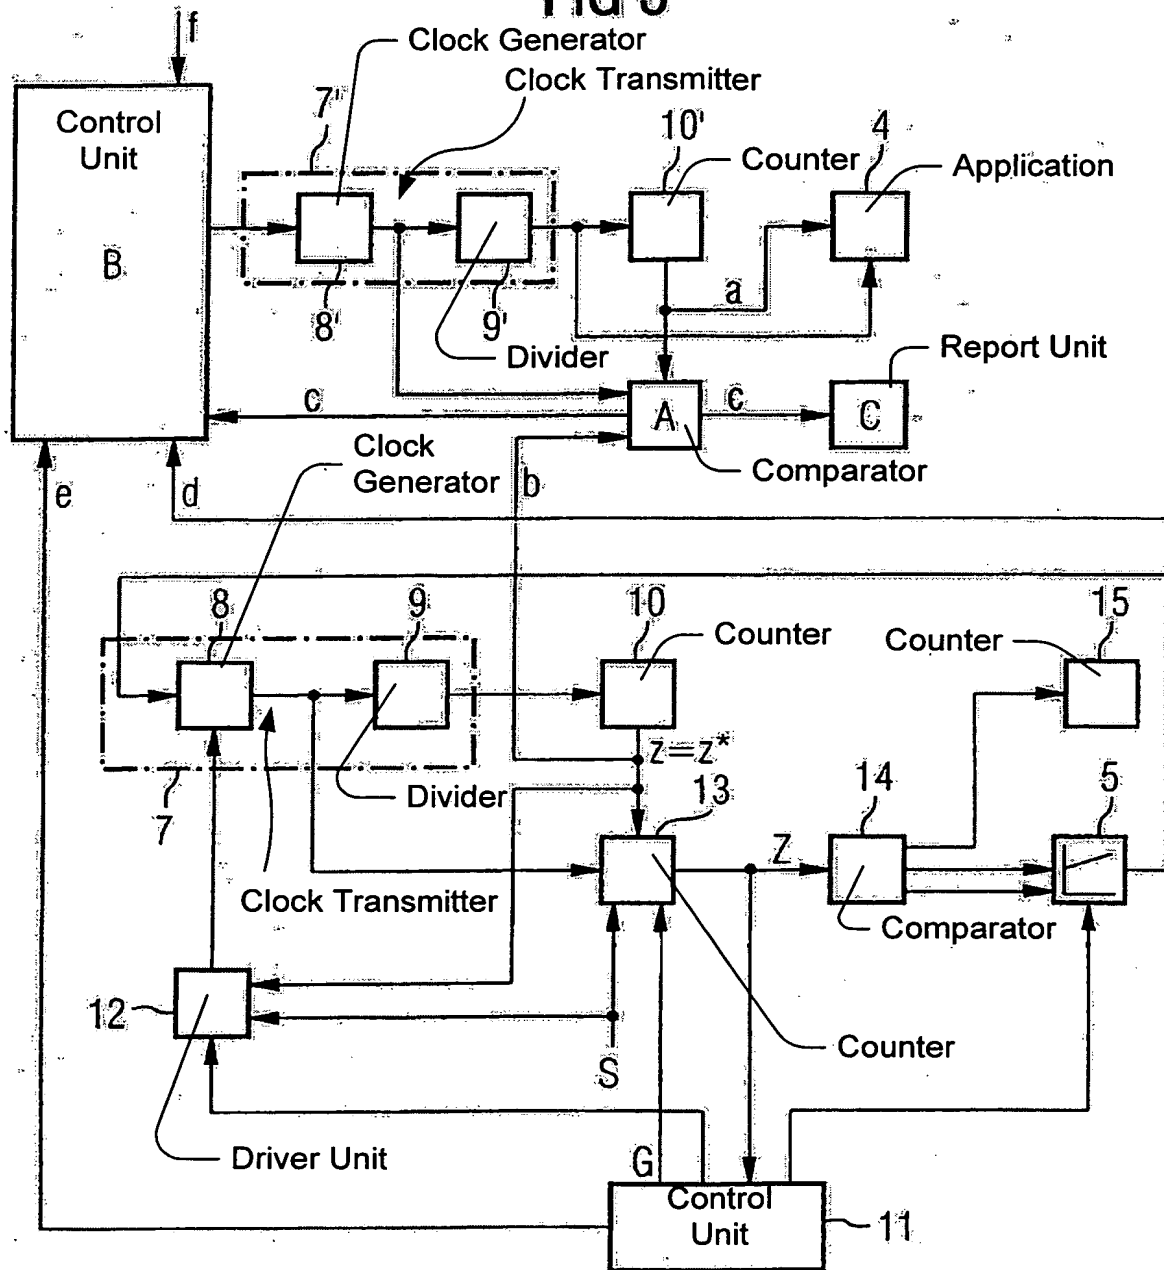 f
Clock Generator
Clock Transmitter
Control
Unit
B
7'
10'
Counter
4
Application
8'
9'
Divider
a
Report Unit
c
A
c
C
Comparator
e
d
Clock
Generator
b
8
9
10
Counter
15
Counter
z=z*
7
Divider
13
14
5
Clock Transmitter
Z
Comparator
12
S
Counter
Driver Unit
G
Control
Unit
11